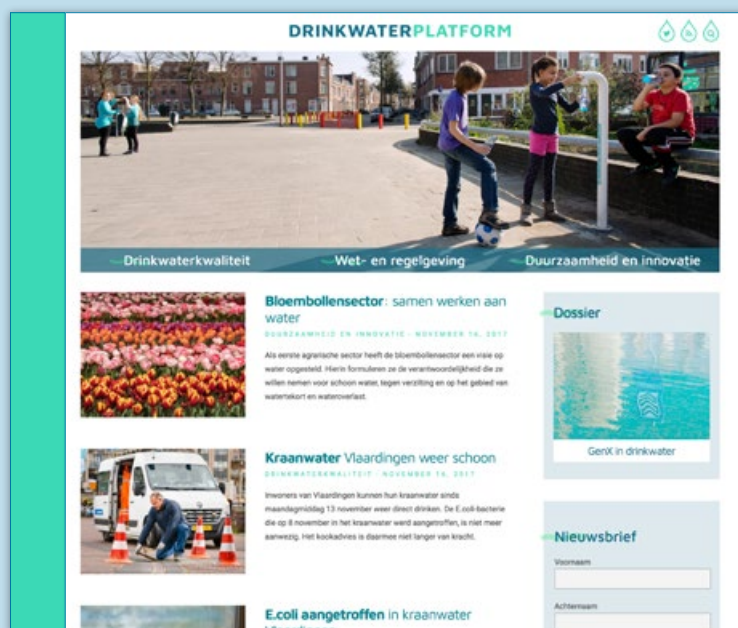 DRINKWATERPLATFORM
Drinkwaterkwaliteit
Wet- en regelgeving
Duurzaamheid en innovatie
Bloembollensector: samen werken aan
water
DUURZAAMHEID EN INNOVATIE - NOVEMBER 16, 2017
Als eerste agrarische sector heeft de bloembollensector een visie op
water opgesteld. Hierin formuleren ze de verantwoordelijkheid die ze
willen nemen voor schoon water, tegen verzilting en op het gebied van
watertekort en wateroverlast.
Kraanwater Vlaardingen weer schoon
DRINKWATERKWALITEIT - NOVEMBER 14, 2017
Inwoners van Vlaardingen kunnen hun kraanwater sinds
maandagmiddag 13 november weer direct drinken. De E.coli-bacterie
die op 8 november in het kraanwater werd aangetroffen, is niet meer
aanwezig. Het kookadvies is daarmee niet langer van kracht.
E.coli aangetroffen in kraanwater
Dossier
GenX in drinkwater
Nieuwsbrief
Voornaam
Achternaam